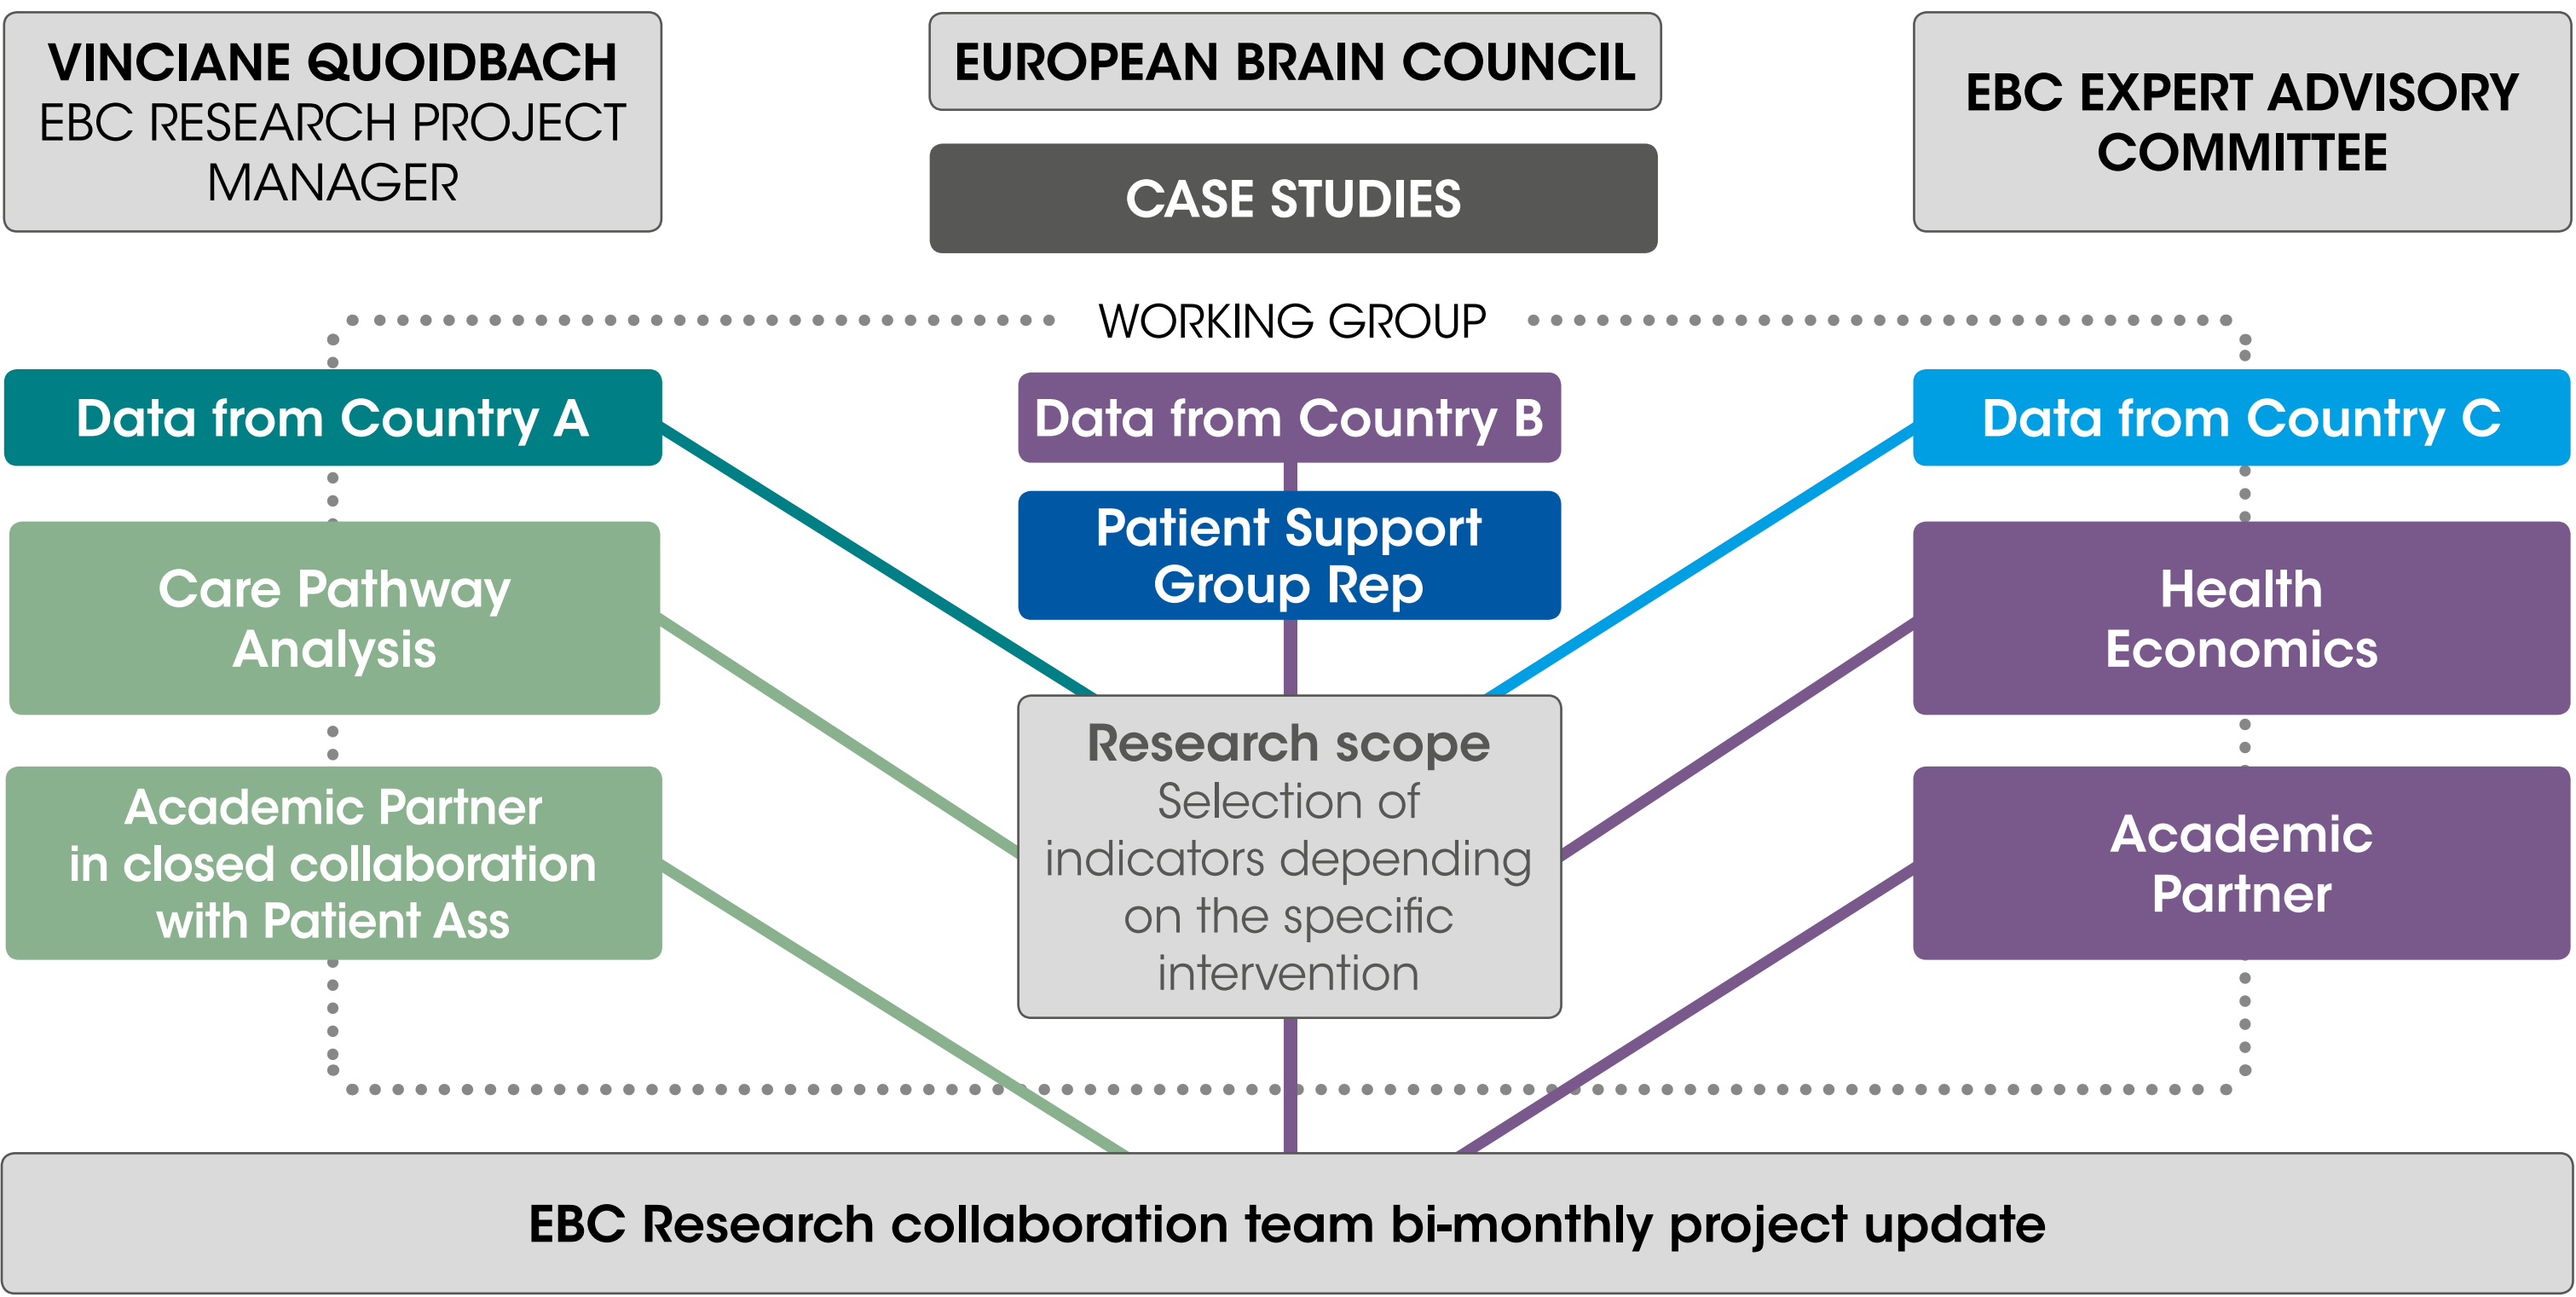 VINCIANE QUOIDBACH
EBC RESEARCH PROJECT
MANAGER
EUROPEAN BRAIN COUNCIL
CASE STUDIES
EBC EXPERT ADVISORY
COMMITTEE
WORKING GROUP
Data from Country A
Data from Country B
Data from Country C
Care Pathway
Analysis
Patient Support
Group Rep
Health
Economics
Academic Partner
in closed collaboration
with Patient Ass
Research scope
Selection of
indicators depending
on the specific
intervention
Academic
Partner
EBC Research collaboration team bi-monthly project update